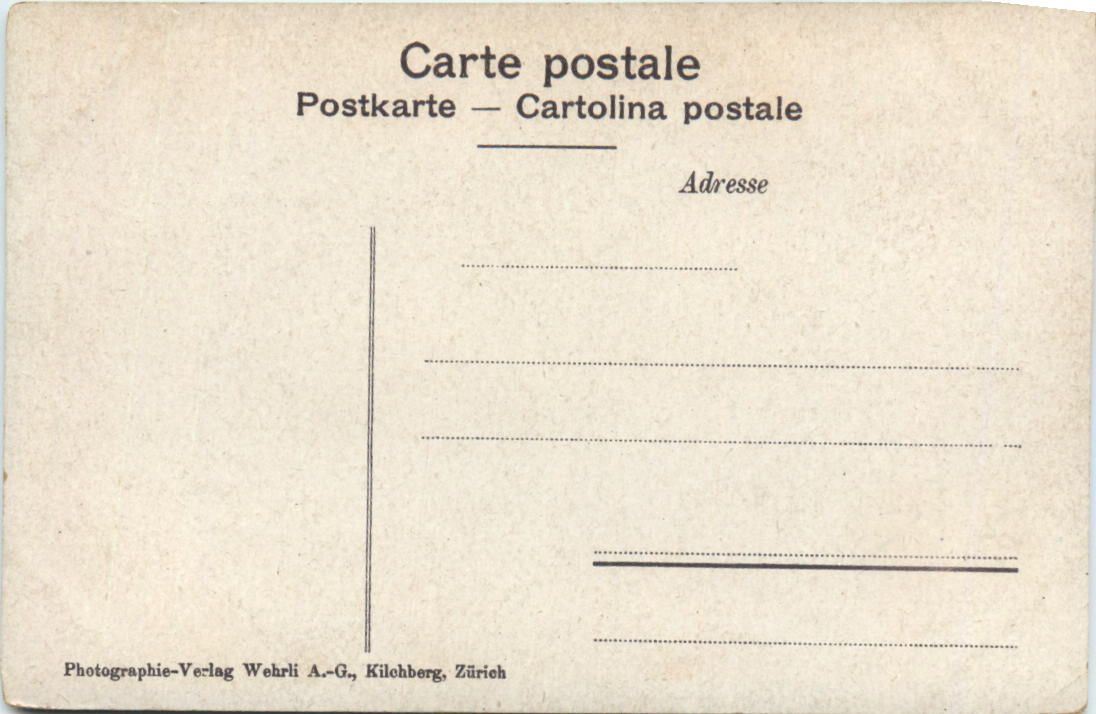 Carte postale
Postkarte — Cartolina postale
Adresse
Photographie-Verlag Wehrli A.-G., Kilchberg, Zürich